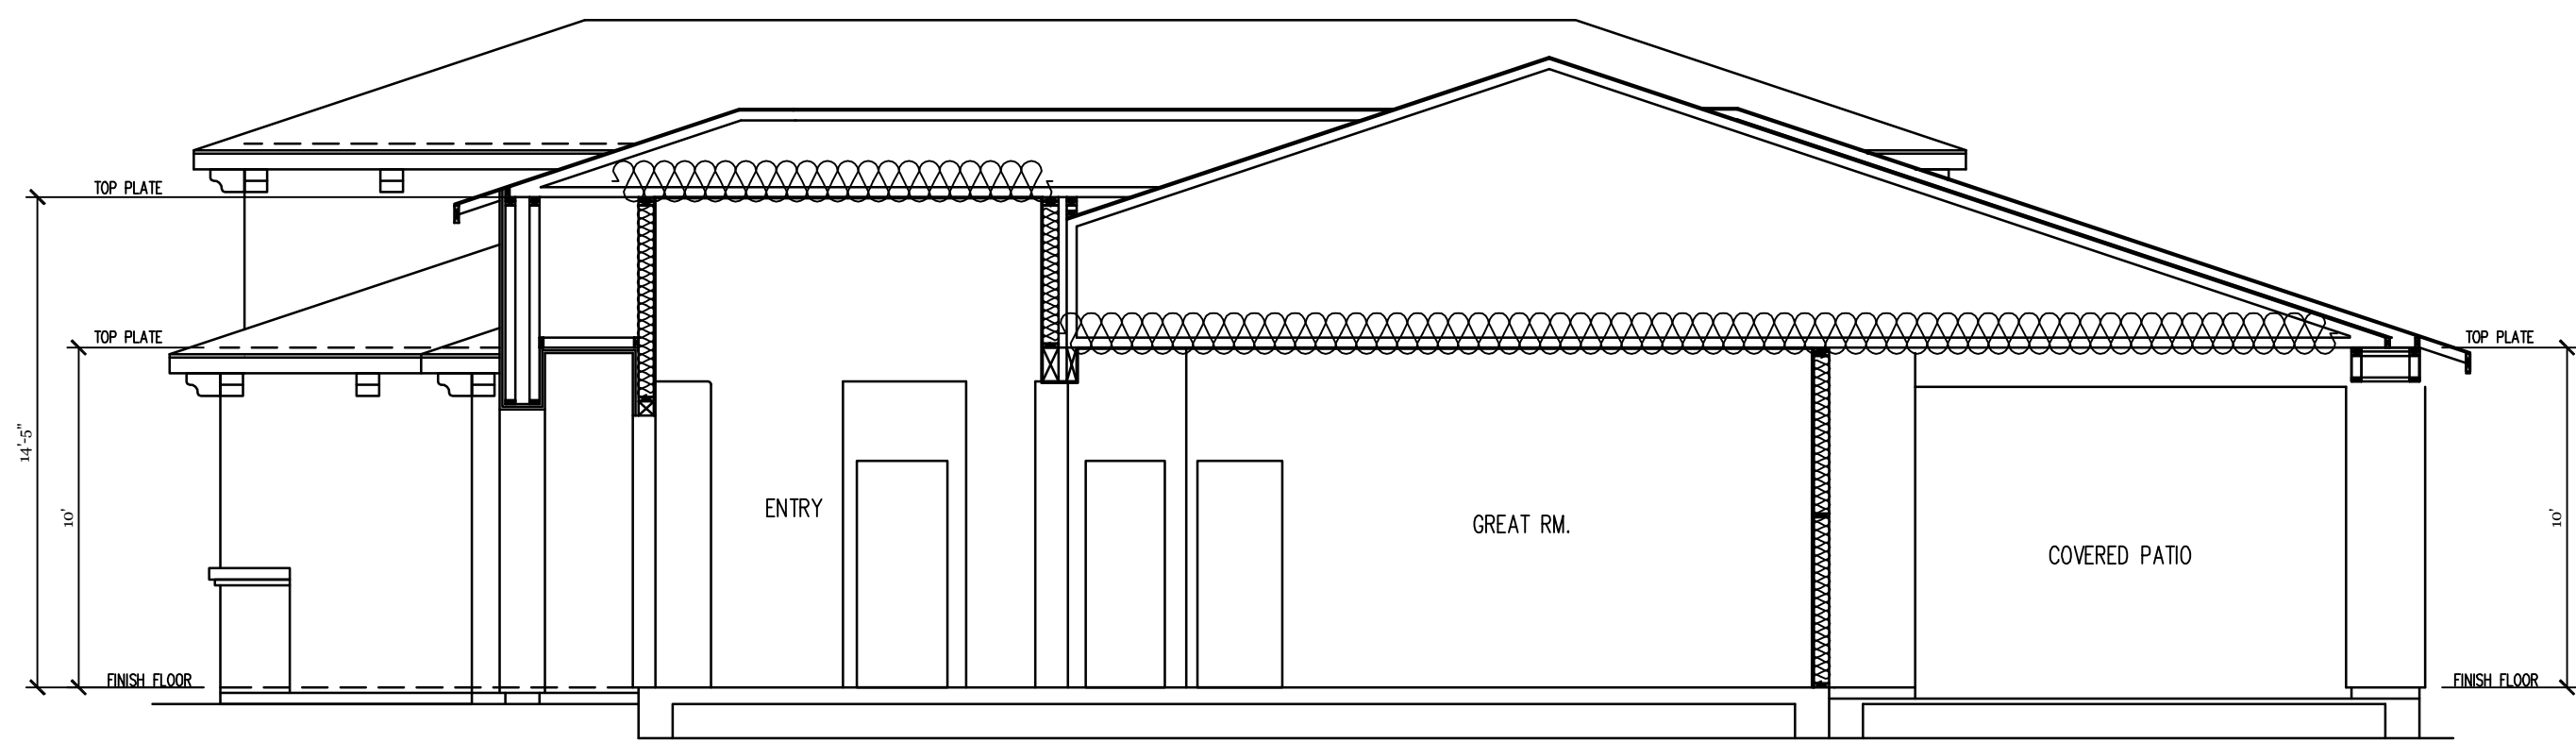 TOP PLATE
TOP PLATE
TOP PLATE
14'-5"
10'
ENTRY
GREAT RM.
COVERED PATIO
10'
FINISH FLOOR
FINISH FLOOR